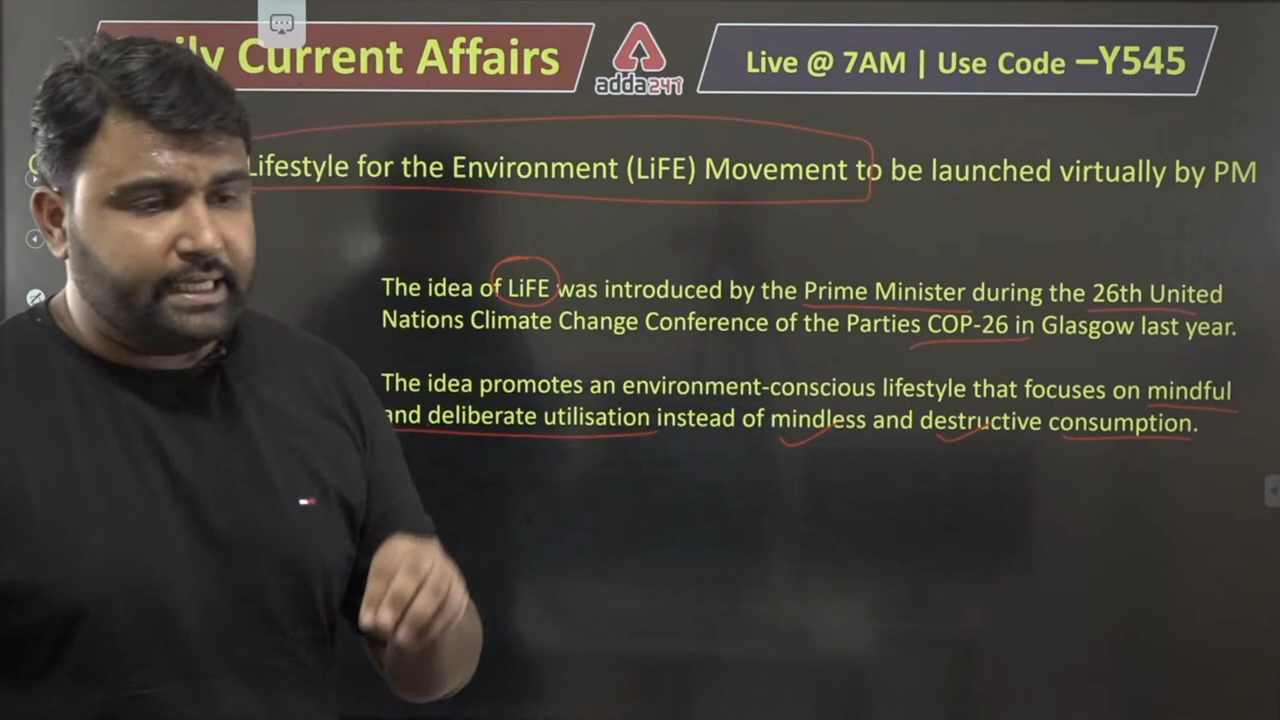 ly Current Affairs
adda247
Live @ 7AM | Use Code –Y545
Lifestyle for the Environment (LiFE) Movement to be launched virtually by PM
The idea of LiFE was introduced by the Prime Minister during the 26th United
Nations Climate Change Conference of the Parties COP-26 in Glasgow last year.
The idea promotes an environment-conscious lifestyle that focuses on mindful
and deliberate utilisation instead of mindless and destructive consumption.